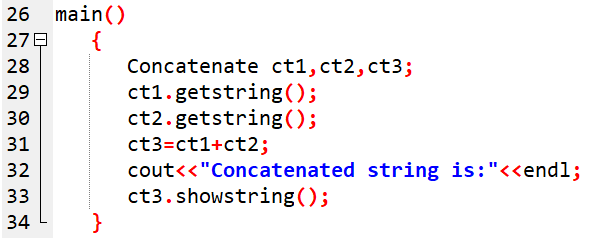 26 main()
27 {
28 Concatenate ct1,ct2,ct3;
29 ct1.getstring();
30 ct2.getstring();
31 ct3=ct1+ct2;
32 cout<<"Concatenated string is:"<<endl;
33 ct3.showstring();
34 }